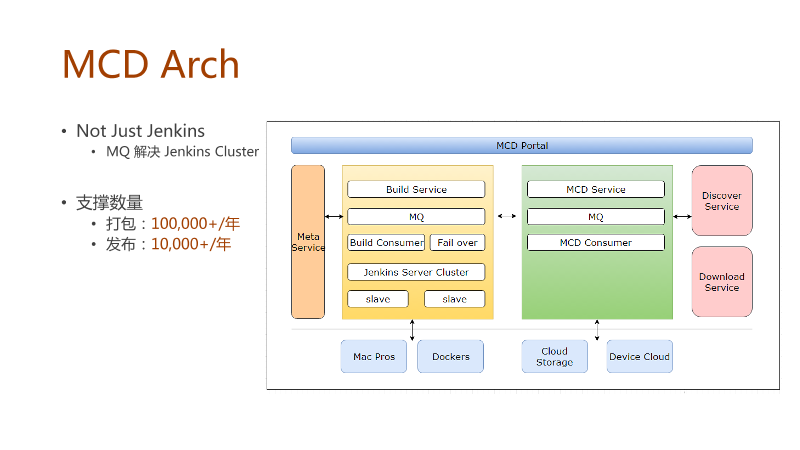 MCD Arch
• Not Just Jenkins
• MQ 解决 Jenkins Cluster
• 支撑数量
• 打包：100,000+/年
• 发布：10,000+/年
MCD Portal
Meta
Service
Build Service
MQ
Build Consumer
Fail over
Jenkins Server Cluster
slave
slave
MCD Service
MQ
MCD Consumer
Discover
Service
Download
Service
Mac Pros
Dockers
Cloud
Storage
Device Cloud